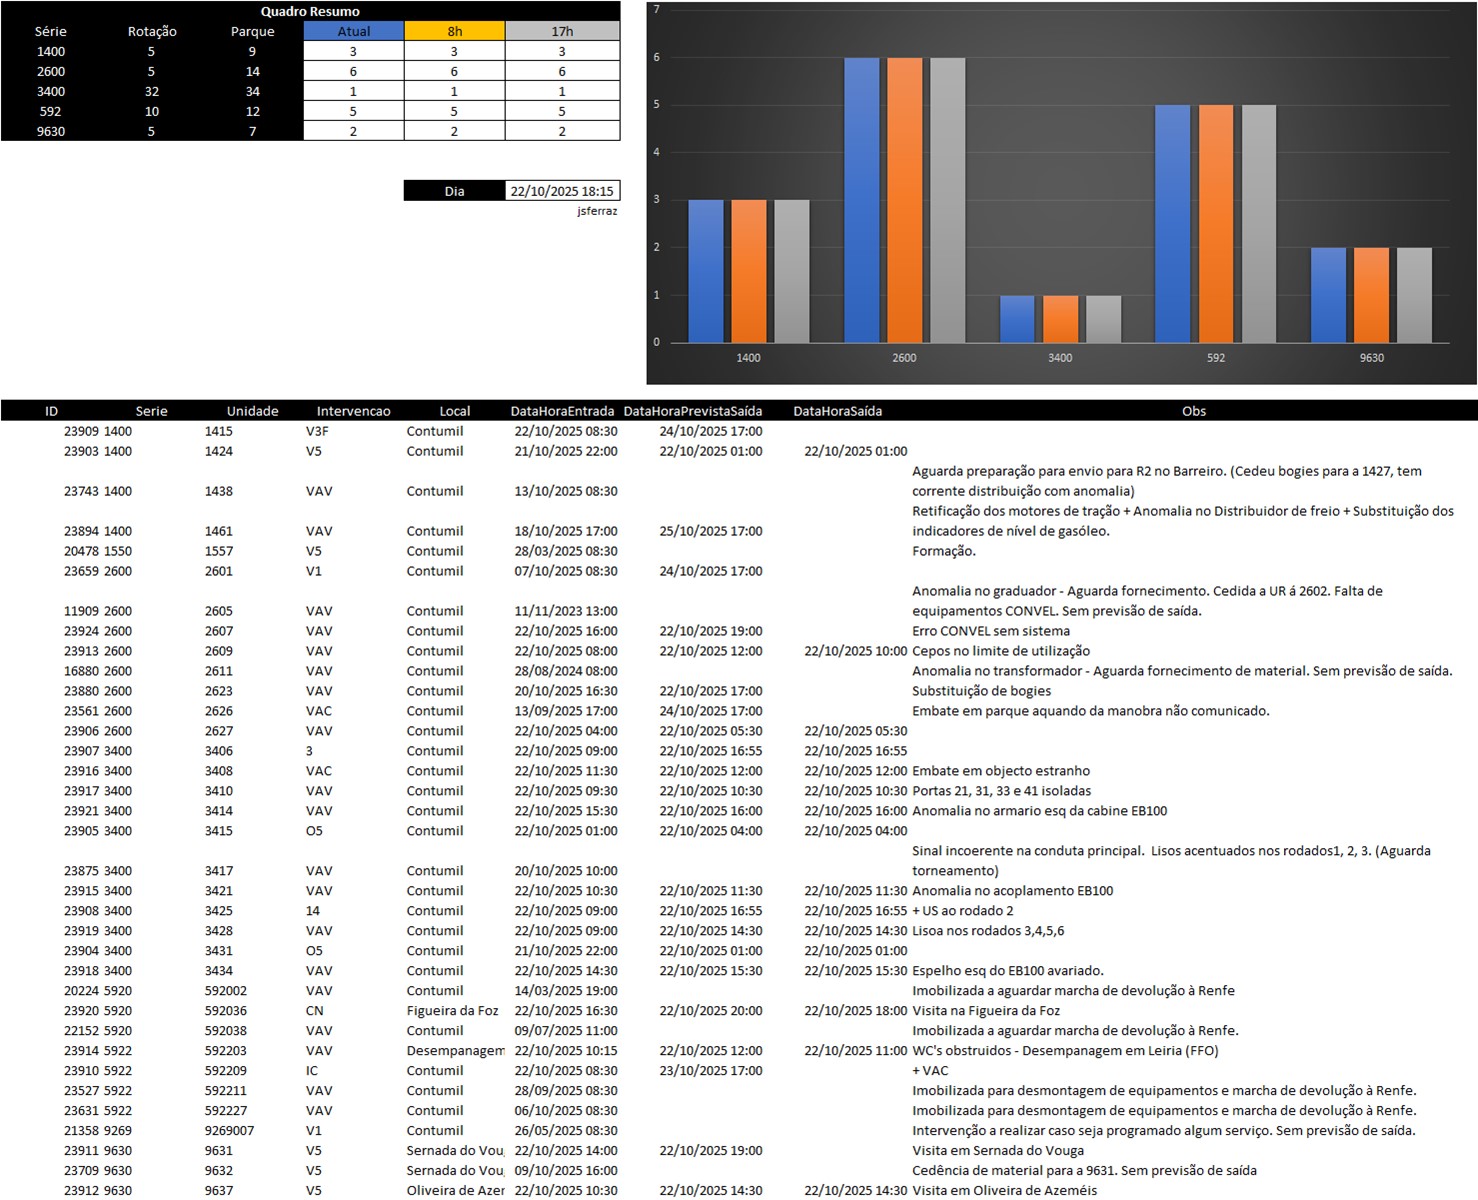 Quadro Resumo
Série Rotação Parque Atual 8h 17h
1400 5 9 3 3 3
2600 5 14 6 6 6
3400 32 34 1 1 1
592 10 12 5 5 5
9630 5 7 2 2 2
Dia 22/10/2025 18:15
jsferraz
7
6
5
4
3
2
1
0
1400 2600 3400 592 9630
ID Serie Unidade Intervencao Local DataHoraEntrada DataHoraPrevistaSaída DataHoraSaída Obs
23909 1400 1415 V3F Contumil 22/10/2025 08:30 24/10/2025 17:00
23903 1400 1424 V5 Contumil 21/10/2025 22:00 22/10/2025 01:00 22/10/2025 01:00
Aguarda preparação para envio para R2 no Barreiro. (Cedeu bogies para a 1427, tem
23743 1400 1438 VAV Contumil 13/10/2025 08:30 corrente distribuição com anomalia)
Retificação dos motores de tração + Anomalia no Distribuidor de freio + Substituição dos
23894 1400 1461 VAV Contumil 18/10/2025 17:00 25/10/2025 17:00 indicadores de nível de gasóleo.
20478 1550 1557 V5 Contumil 28/03/2025 08:30 Formação.
23659 2600 2601 V1 Contumil 07/10/2025 08:30 24/10/2025 17:00
Anomalia no graduador - Aguarda fornecimento. Cedida a UR á 2602. Falta de
11909 2600 2605 VAV Contumil 11/11/2023 13:00 equipamentos CONVEL. Sem previsão de saída.
23924 2600 2607 VAV Contumil 22/10/2025 16:00 22/10/2025 19:00 Erro CONVEL sem sistema
23913 2600 2609 VAV Contumil 22/10/2025 08:00 22/10/2025 12:00 22/10/2025 10:00 Cepos no limite de utilização
16880 2600 2611 VAV Contumil 28/08/2024 08:00 Anomalia no transformador - Aguarda fornecimento de material. Sem previsão de saída.
23880 2600 2623 VAV Contumil 20/10/2025 16:30 22/10/2025 17:00 Substituição de bogies
23561 2600 2626 VAC Contumil 13/09/2025 17:00 24/10/2025 17:00 Embate em parque aquando da manobra não comunicado.
23906 2600 2627 VAV Contumil 22/10/2025 04:00 22/10/2025 05:30 22/10/2025 05:30
23907 3400 3406 3 Contumil 22/10/2025 09:00 22/10/2025 16:55 22/10/2025 16:55
23916 3400 3408 VAC Contumil 22/10/2025 11:30 22/10/2025 12:00 22/10/2025 12:00 Embate em objecto estranho
23917 3400 3410 VAV Contumil 22/10/2025 09:30 22/10/2025 10:30 22/10/2025 10:30 Portas 21, 31, 33 e 41 isoladas
23921 3400 3414 VAV Contumil 22/10/2025 15:30 22/10/2025 16:00 22/10/2025 16:00 Anomalia no armario esq da cabine EB100
23905 3400 3415 O5 Contumil 22/10/2025 01:00 22/10/2025 04:00 22/10/2025 04:00
Sinal incoerente na conduta principal.  Lisos acentuados nos rodados1, 2, 3. (Aguarda
23875 3400 3417 VAV Contumil 20/10/2025 10:00 torneamento)
23915 3400 3421 VAV Contumil 22/10/2025 10:30 22/10/2025 11:30 22/10/2025 11:30 Anomalia no acoplamento EB100
23908 3400 3425 14 Contumil 22/10/2025 09:00 22/10/2025 16:55 22/10/2025 16:55 + US ao rodado 2
23919 3400 3428 VAV Contumil 22/10/2025 09:00 22/10/2025 14:30 22/10/2025 14:30 Lisoa nos rodados 3,4,5,6
23904 3400 3431 O5 Contumil 21/10/2025 22:00 22/10/2025 01:00 22/10/2025 01:00
23918 3400 3434 VAV Contumil 22/10/2025 14:30 22/10/2025 15:30 22/10/2025 15:30 Espelho esq do EB100 avariado.
20224 5920 592002 VAV Contumil 14/03/2025 19:00 Imobilizada a aguardar marcha de devolução à Renfe
23920 5920 592036 CN Figueira da Foz 22/10/2025 16:30 22/10/2025 20:00 22/10/2025 18:00 Visita na Figueira da Foz
22152 5920 592038 VAV Contumil 09/07/2025 11:00 Imobilizada a aguardar marcha de devolução à Renfe.
23914 5922 592203 VAV Desempanagem 22/10/2025 10:15 22/10/2025 12:00 22/10/2025 11:00 WC's obstruidos - Desempanagem em Leiria (FFO)
23910 5922 592209 IC Contumil 22/10/2025 08:30 23/10/2025 17:00 + VAC
23527 5922 592211 VAV Contumil 28/09/2025 08:30 Imobilizada para desmontagem de equipamentos e marcha de devolução à Renfe.
23631 5922 592227 VAV Contumil 06/10/2025 08:30 Imobilizada para desmontagem de equipamentos e marcha de devolução à Renfe.
21358 9269 9269007 V1 Contumil 26/05/2025 08:30 Intervenção a realizar caso seja programado algum serviço. Sem previsão de saída.
23911 9630 9631 V5 Sernada do Vou 22/10/2025 14:00 22/10/2025 19:00 Visita em Sernada do Vouga
23709 9630 9632 V5 Sernada do Vou 09/10/2025 16:00 Cedência de material para a 9631. Sem previsão de saída
23912 9630 9637 V5 Oliveira de Azer 22/10/2025 10:30 22/10/2025 14:30 22/10/2025 14:30 Visita em Oliveira de Azeméis